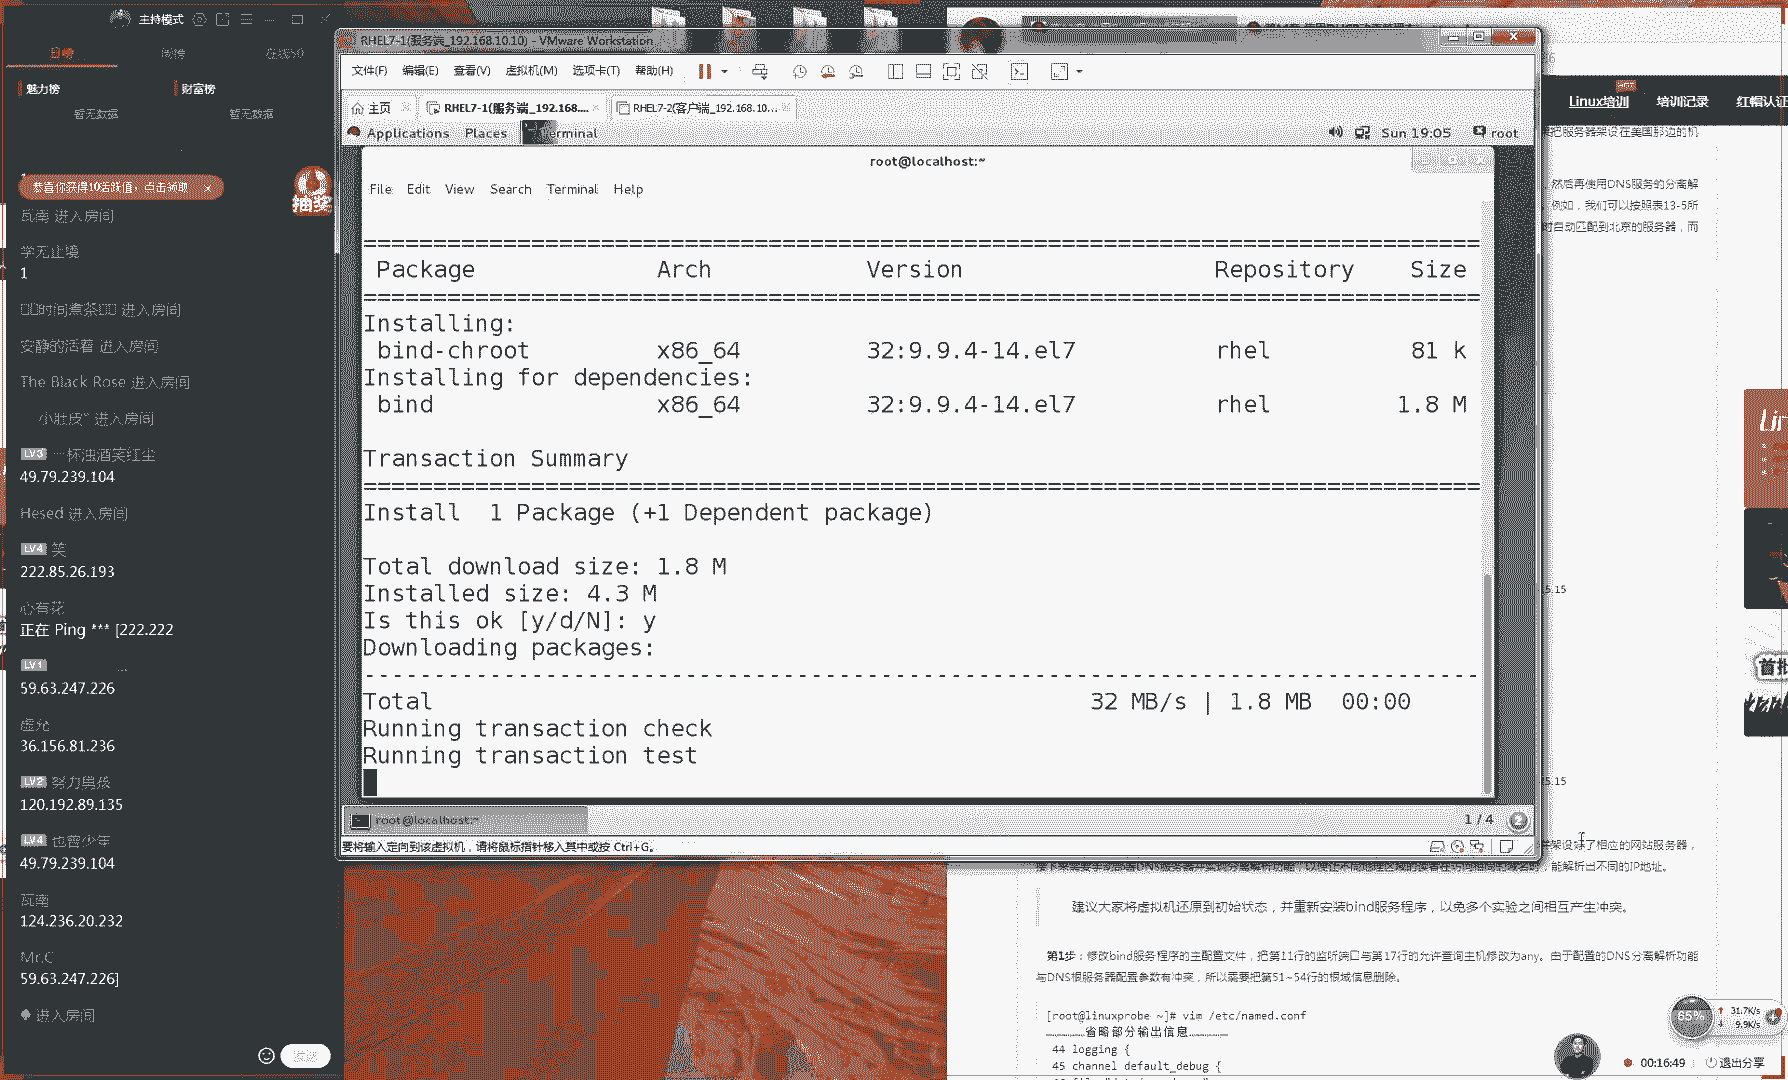 主持模式
在线50
魅力榜
财富榜
暂无数据
暂无数据
恭喜你获得10活跃值，点击领取
抽奖
瓦南 进入房间
学无止境
1
时间煮茶 进入房间
安静的活着 进入房间
The Black Rose 进入房间
小肚皮 进入房间
LV3 一杯浊酒笑红尘
49.79.239.104
Hesed 进入房间
LV4 笑
222.85.26.193
心有花
正在 Ping *** [222.222
LV1
59.63.247.226
虚允
36.156.81.236
LV2 努力男孩
120.192.89.135
LV4 也曾少年
49.79.239.104
瓦南
124.236.20.232
Mr.C
59.63.247.226]
♠ 进入房间
发送
RHEL7-1(服务端_192.168.10.10) - VMware Workstation
文件(F) 编辑(E) 查看(V) 虚拟机(M) 选项卡(T) 帮助(H)
主页 RHEL7-1(服务端_192.168.... RHEL7-2(客户端_192.168.10...
Applications Places Terminal Sun 19:05 root
root@localhost:~
File Edit View Search Terminal Help
Package Arch Version Repository Size
Installing:
bind-chroot x86_64 32:9.9.4-14.el7 rhel 81 k
Installing for dependencies:
bind x86_64 32:9.9.4-14.el7 rhel 1.8 M
Transaction Summary
Install 1 Package (+1 Dependent package)
Total download size: 1.8 M
Installed size: 4.3 M
Is this ok [y/d/N]: y
Downloading packages:
Total 32 MB/s | 1.8 MB 00:00
Running transaction check
Running transaction test
root@localhost:~
1 / 4
要将输入定向到该虚拟机，请将鼠标指针移入其中或按 Ctrl+G。
Linux培训 培训记录 红帽认证
把服务器架设在美国那边的机
然后再使用DNS服务的分离解
例如，我们可以按照表13-5所
时自动匹配到北京的服务器，而
5.15
5.15
首批
架设好了相应的网站服务器，
能解析出不同的IP地址。
建议大家将虚拟机还原到初始状态，并重新安装bind服务程序，以免多个实验之间相互产生冲突。
第1步：修改bind服务程序的主配置文件，把第11行的监听端口与第17行的允许查询主机修改为any。由于配置的DNS分离解析功能
与DNS根服务器配置参数有冲突，所以需要把第51~54行的根域信息删除。
[root@linuxprobe ~]# vim /etc/named.conf
………………省略部分输出信息………………
44 logging {
45 channel default_debug {
65%
31.7K/s
9.9K/s
00:16:49 退出分享